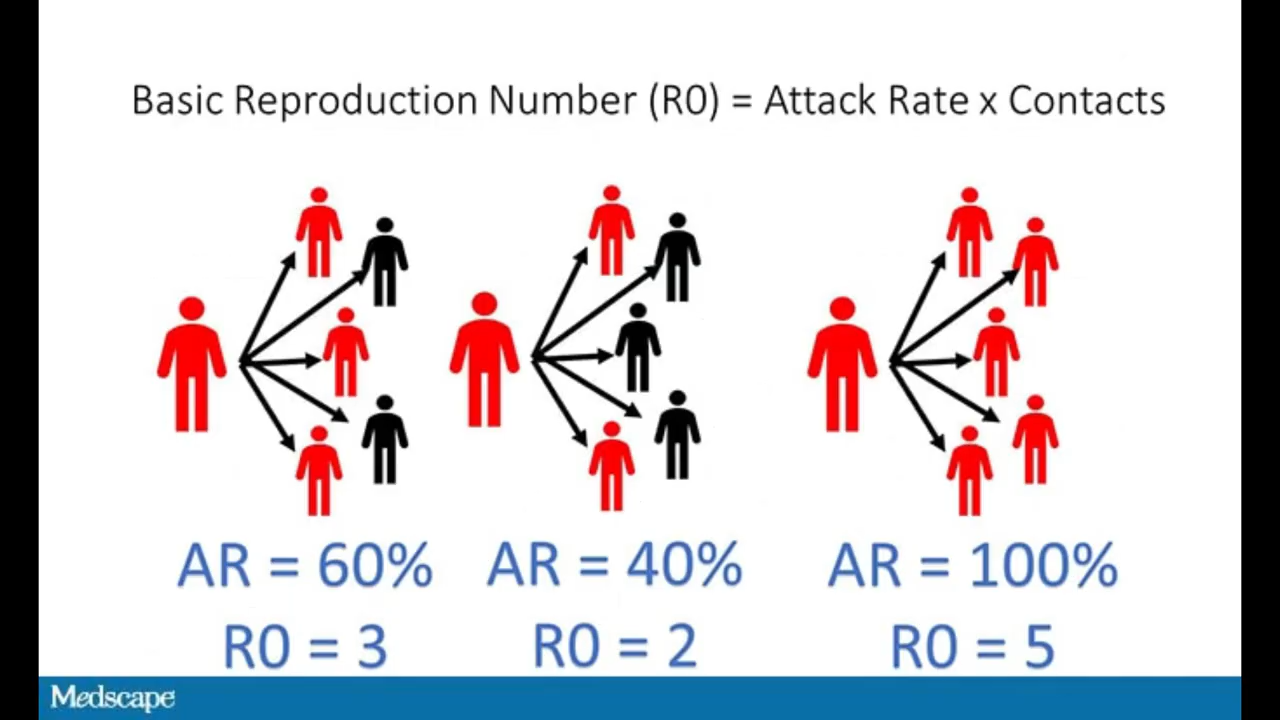 Basic Reproduction Number (R0) = Attack Rate x Contacts
AR = 60%
R0 = 3
AR = 40%
R0 = 2
AR = 100%
R0 = 5
Medscape